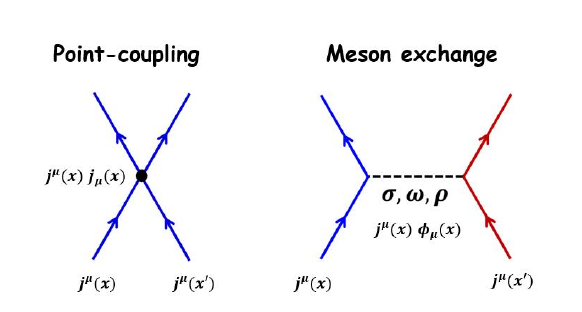 Point-coupling
Meson exchange
j^μ(x) j_μ(x)
σ, ω, ρ
j^μ(x) ϕ_μ(x)
j^μ(x)
j^μ(x′)
j^μ(x)
j^μ(x′)